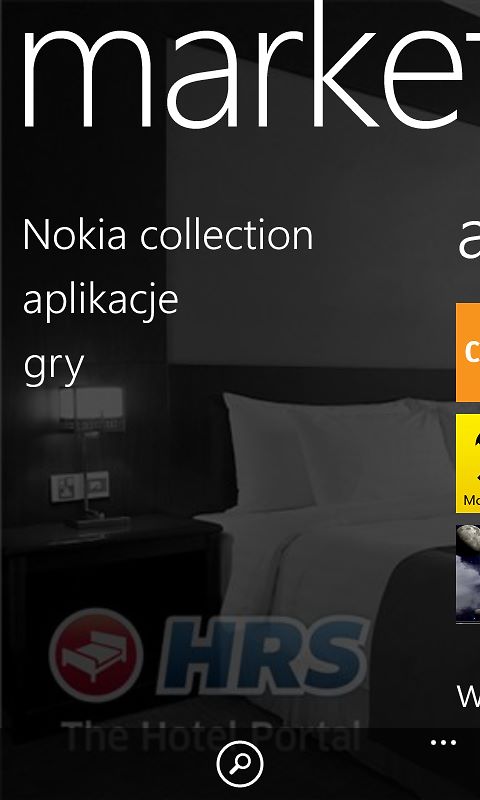 market
Nokia collection
aplikacje
gry
HRS
The Hotel Portal